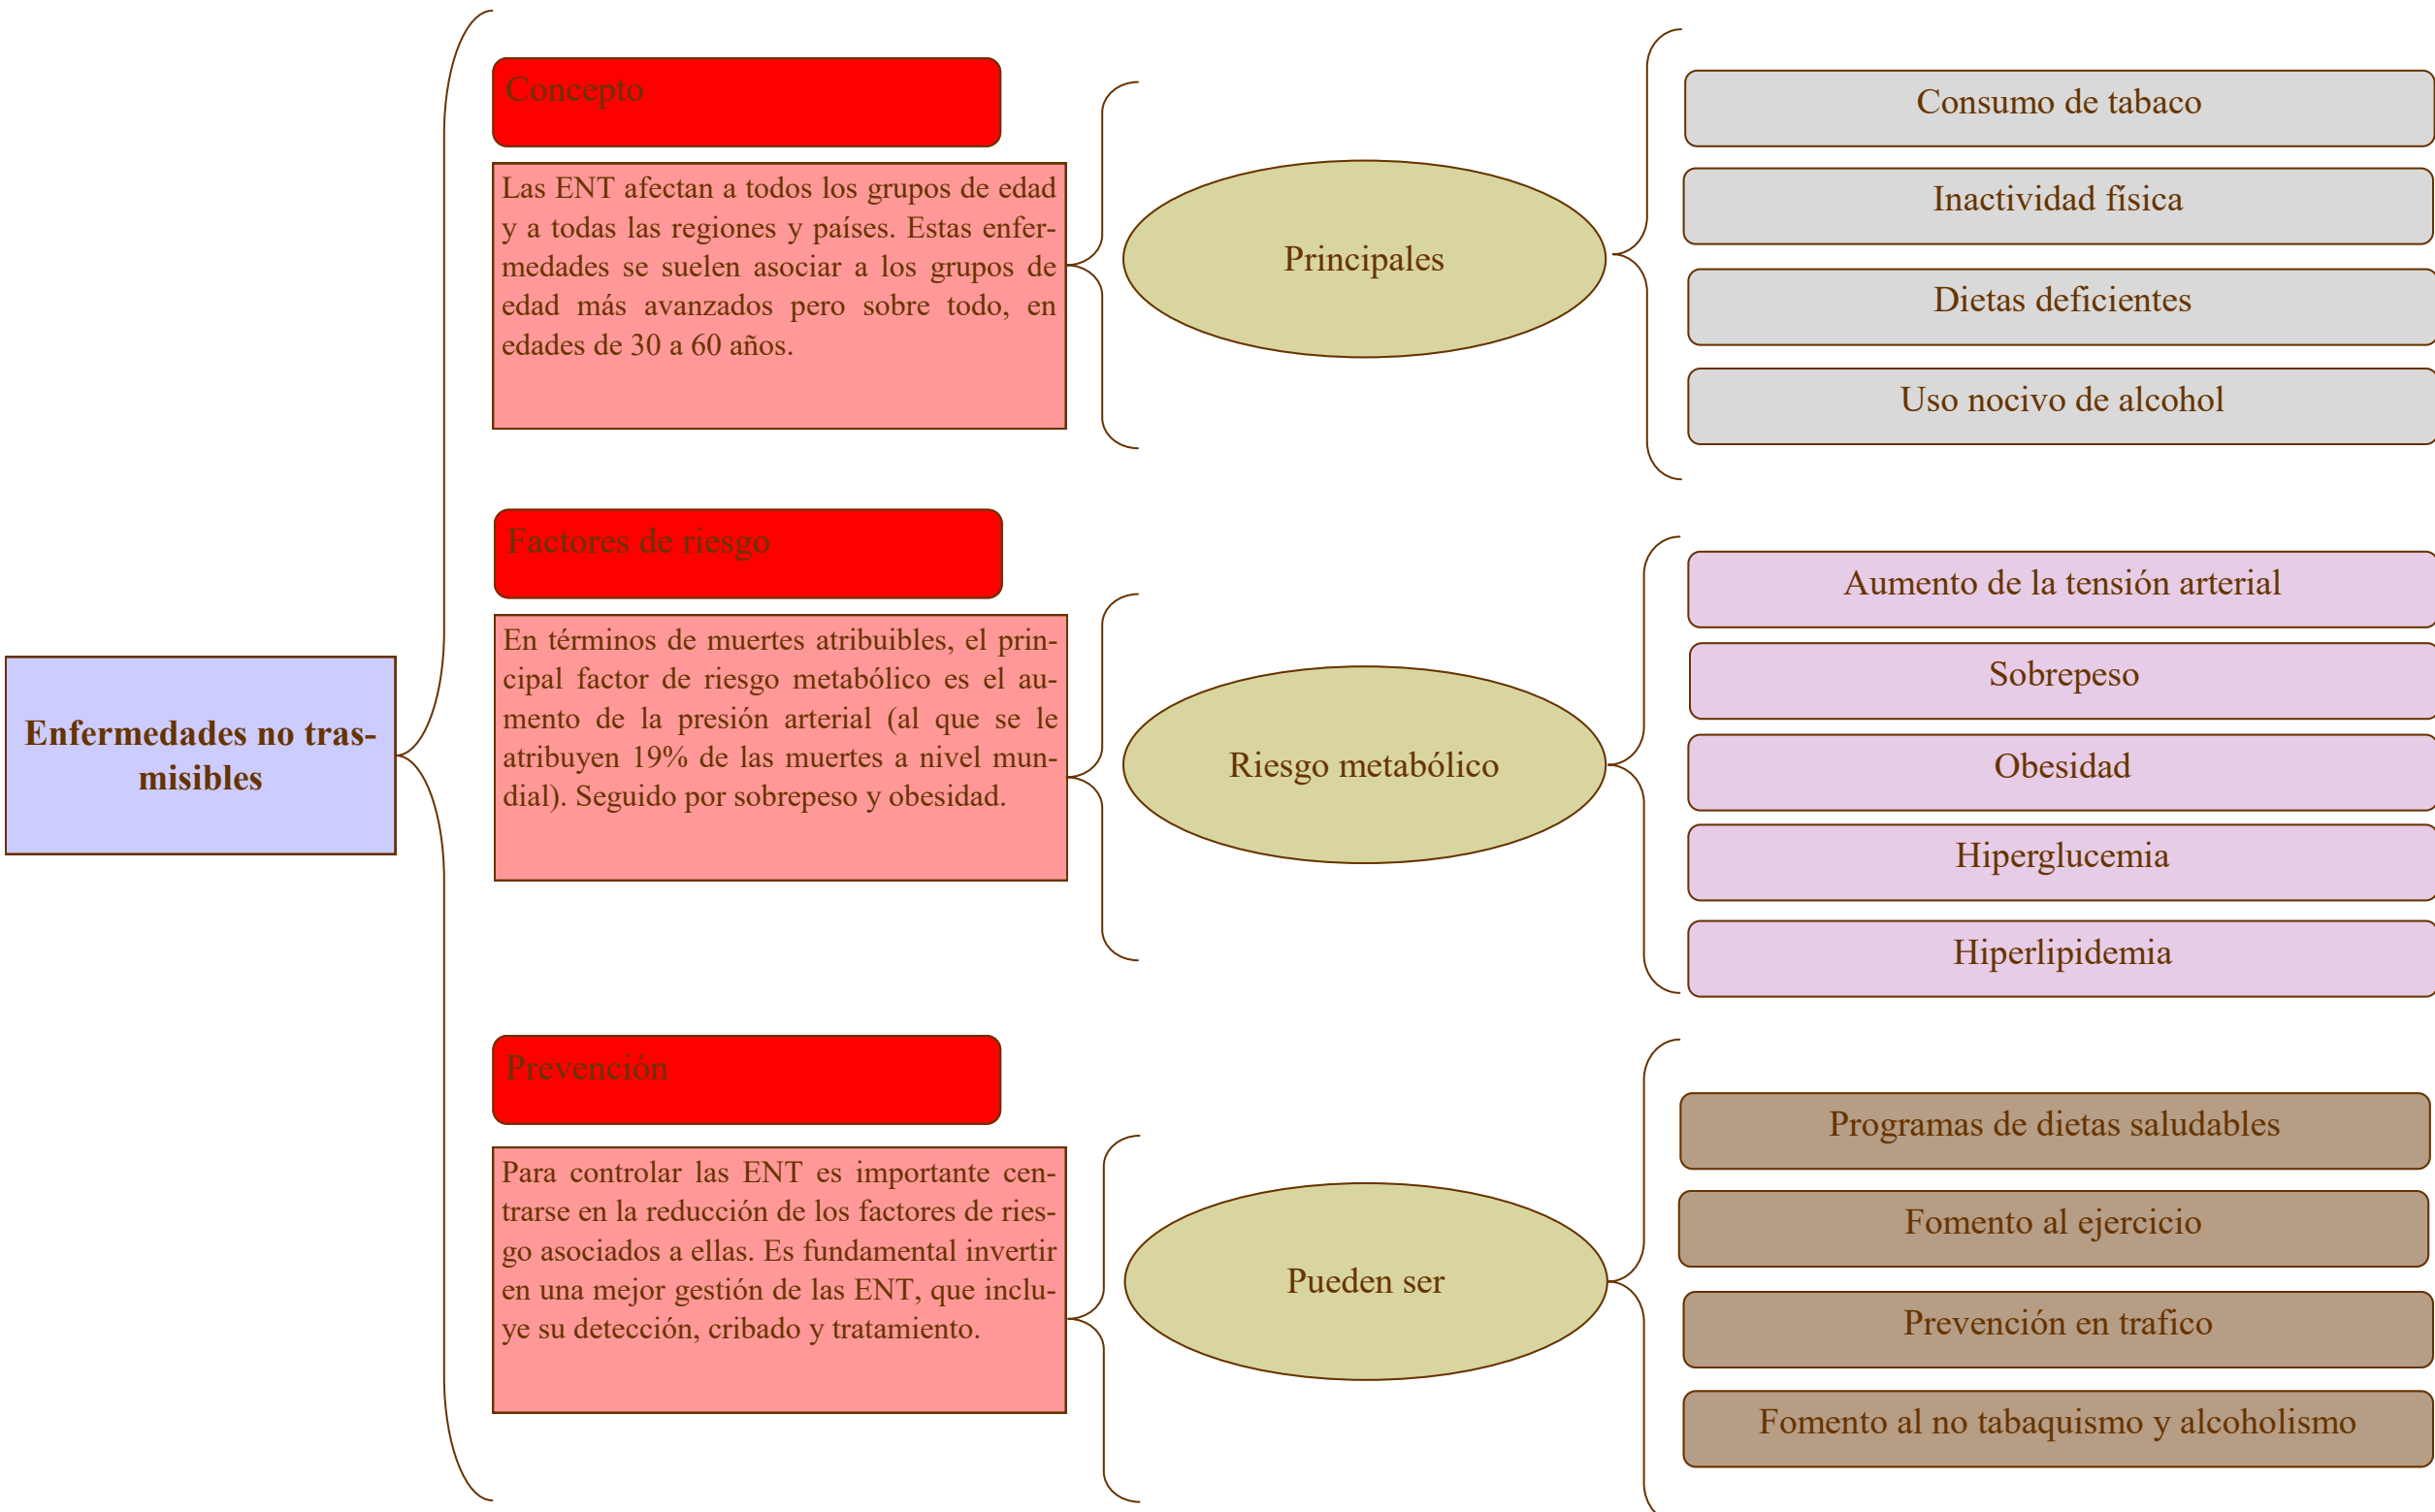 Enfermedades no tras-
misibles
Concepto
Las ENT afectan a todos los grupos de edad
y a todas las regiones y países. Estas enfer-
medades se suelen asociar a los grupos de
edad más avanzados pero sobre todo, en
edades de 30 a 60 años.
Principales
Consumo de tabaco
Inactividad física
Dietas deficientes
Uso nocivo de alcohol
Factores de riesgo
En términos de muertes atribuibles, el prin-
cipal factor de riesgo metabólico es el au-
mento de la presión arterial (al que se le
atribuyen 19% de las muertes a nivel mun-
dial). Seguido por sobrepeso y obesidad.
Riesgo metabólico
Aumento de la tensión arterial
Sobrepeso
Obesidad
Hiperglucemia
Hiperlipidemia
Prevención
Para controlar las ENT es importante cen-
trarse en la reducción de los factores de ries-
go asociados a ellas. Es fundamental invertir
en una mejor gestión de las ENT, que inclu-
ye su detección, cribado y tratamiento.
Pueden ser
Programas de dietas saludables
Fomento al ejercicio
Prevención en trafico
Fomento al no tabaquismo y alcoholismo